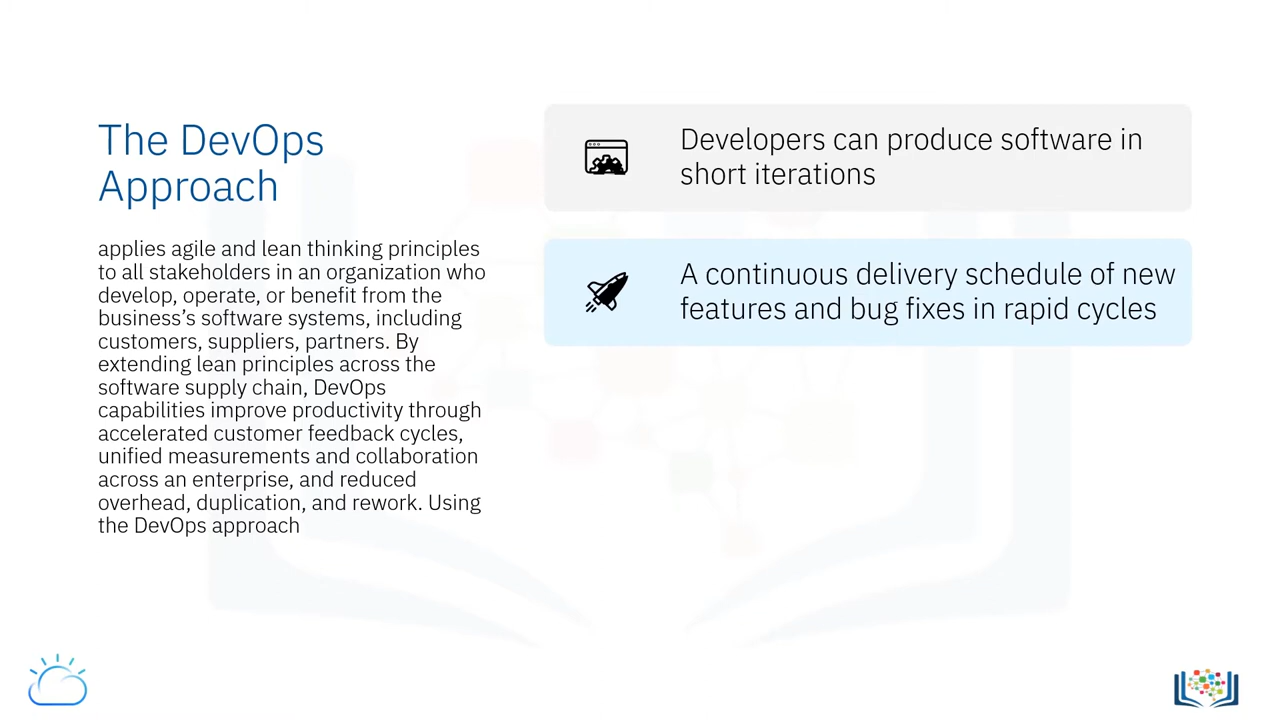 The DevOps
Approach
applies agile and lean thinking principles
to all stakeholders in an organization who
develop, operate, or benefit from the
business’s software systems, including
customers, suppliers, partners. By
extending lean principles across the
software supply chain, DevOps
capabilities improve productivity through
accelerated customer feedback cycles,
unified measurements and collaboration
across an enterprise, and reduced
overhead, duplication, and rework. Using
the DevOps approach
Developers can produce software in
short iterations
A continuous delivery schedule of new
features and bug fixes in rapid cycles